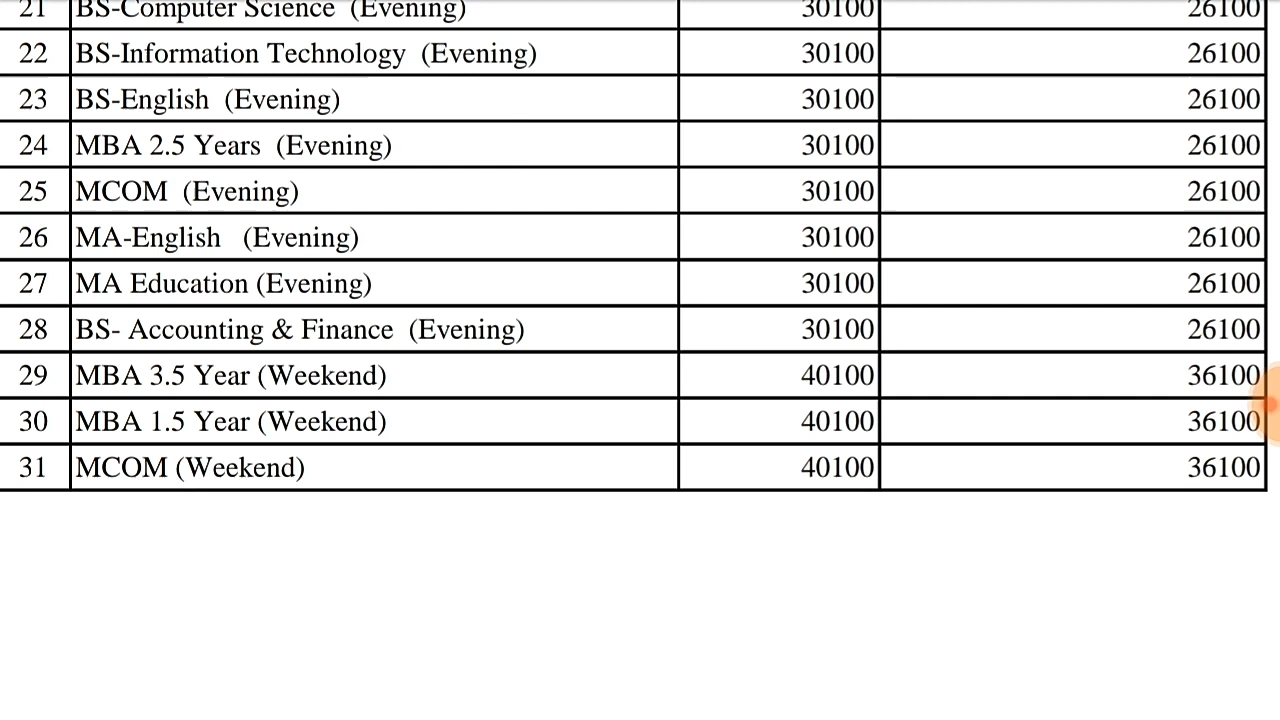 21 BS-Computer Science (Evening) 30100 26100
22 BS-Information Technology (Evening) 30100 26100
23 BS-English (Evening) 30100 26100
24 MBA 2.5 Years (Evening) 30100 26100
25 MCOM (Evening) 30100 26100
26 MA-English (Evening) 30100 26100
27 MA Education (Evening) 30100 26100
28 BS- Accounting & Finance (Evening) 30100 26100
29 MBA 3.5 Year (Weekend) 40100 36100
30 MBA 1.5 Year (Weekend) 40100 36100
31 MCOM (Weekend) 40100 36100